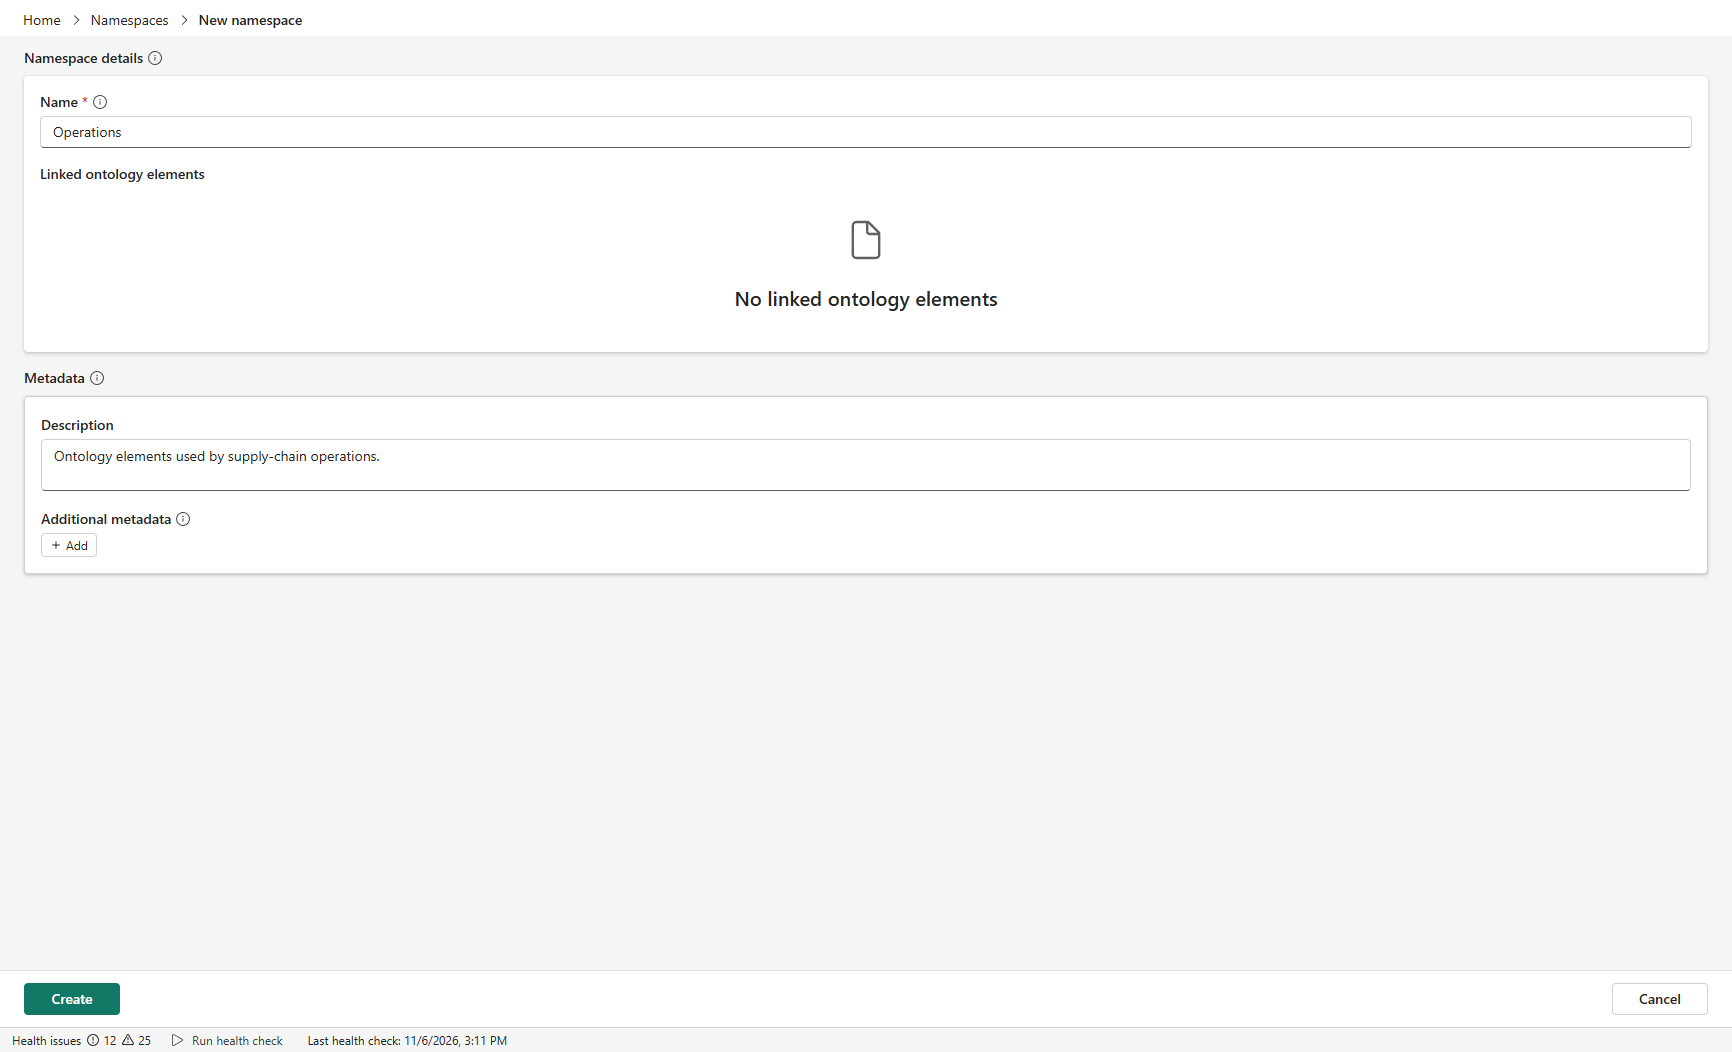 Home > Namespaces > New namespace
Namespace details
Name *
Operations
Linked ontology elements
No linked ontology elements
Metadata
Description
Ontology elements used by supply-chain operations.
Additional metadata
+ Add
Create
Cancel
Health issues 12 25 Run health check Last health check: 11/6/2026, 3:11 PM